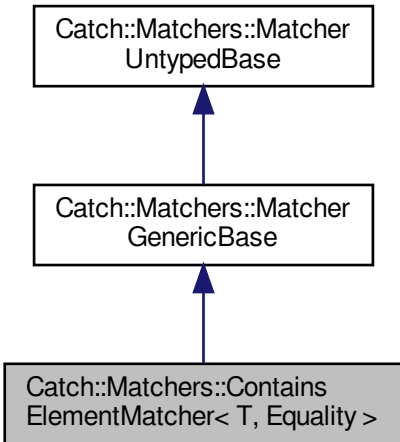 Catch::Matchers::Matcher
UntypedBase
Catch::Matchers::Matcher
GenericBase
Catch::Matchers::Contains
ElementMatcher< T, Equality >